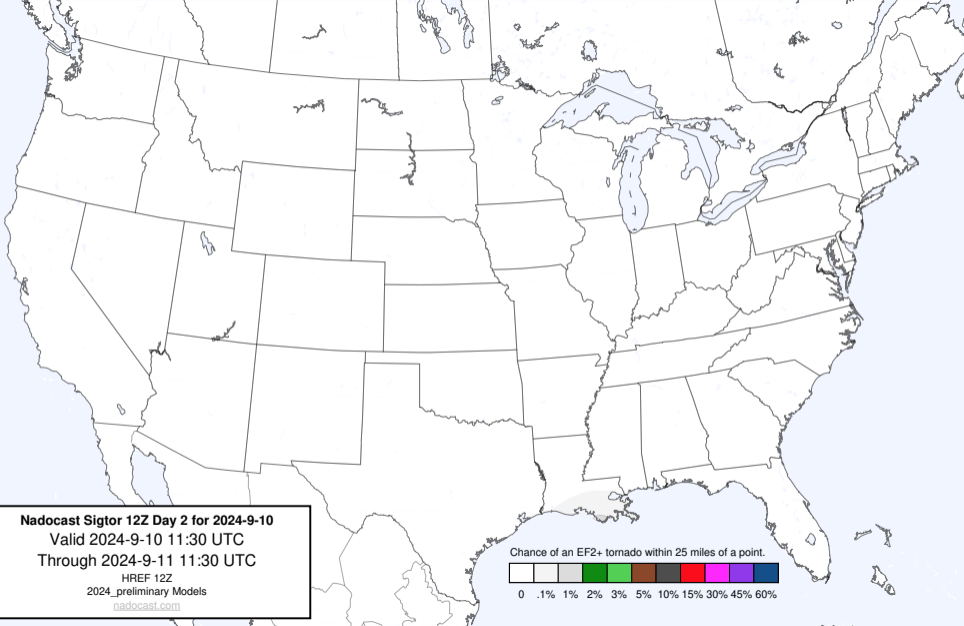 Nadocast Sigtor 12Z Day 2 for 2024-9-10
Valid 2024-9-10 11:30 UTC
Through 2024-9-11 11:30 UTC
HREF 12Z
2024_preliminary Models
nadocast.com
Chance of an EF2+ tornado within 25 miles of a point.
0 .1% 1% 2% 3% 5% 10% 15% 30% 45% 60%